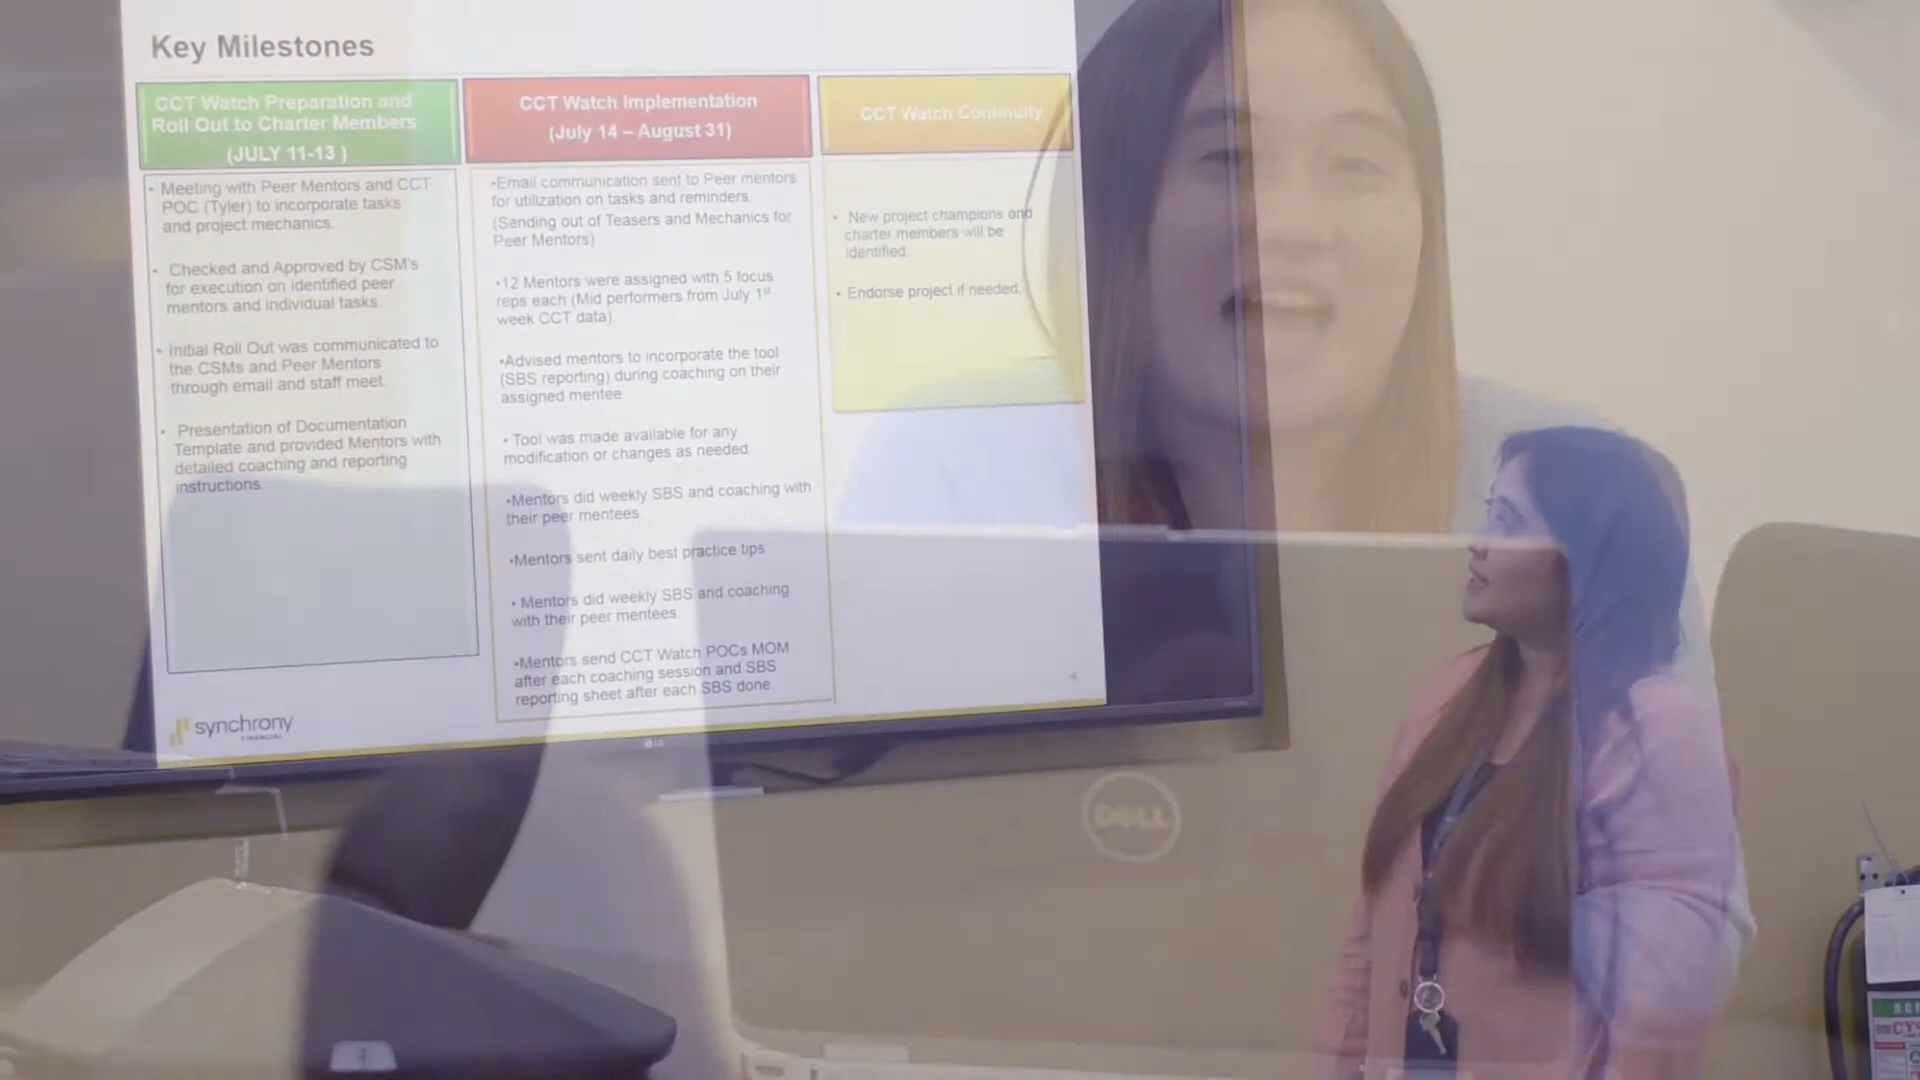 Key Milestones
CCT Watch Preparation and
Roll Out to Charter Members
(JULY 11-13 )
• Meeting with Peer Mentors and CCT
POC (Tyler) to incorporate tasks
and project mechanics.
• Checked and Approved by CSM's
for execution on identified peer
mentors and individual tasks.
• Initial Roll Out was communicated to
the CSMs and Peer Mentors
through email and staff meet.
• Presentation of Documentation
Template and provided Mentors with
detailed coaching and reporting
instructions.
CCT Watch Implementation
(July 14 – August 31)
•Email communication sent to Peer mentors
for utilization on tasks and reminders.
(Sending out of Teasers and Mechanics for
Peer Mentors)
•12 Mentors were assigned with 5 focus
reps each (Mid performers from July 1st
week CCT data).
•Advised mentors to incorporate the tool
(SBS reporting) during coaching on their
assigned mentee
• Tool was made available for any
modification or changes as needed
•Mentors did weekly SBS and coaching with
their peer mentees.
•Mentors sent daily best practice tips
• Mentors did weekly SBS and coaching
with their peer mentees.
•Mentors send CCT Watch POCs MOM
after each coaching session and SBS
reporting sheet after each SBS done.
CCT Watch Continuity
• New project champions and
charter members will be
identified.
• Endorse project if needed.
4
synchrony
FINANCIAL
LG
DELL